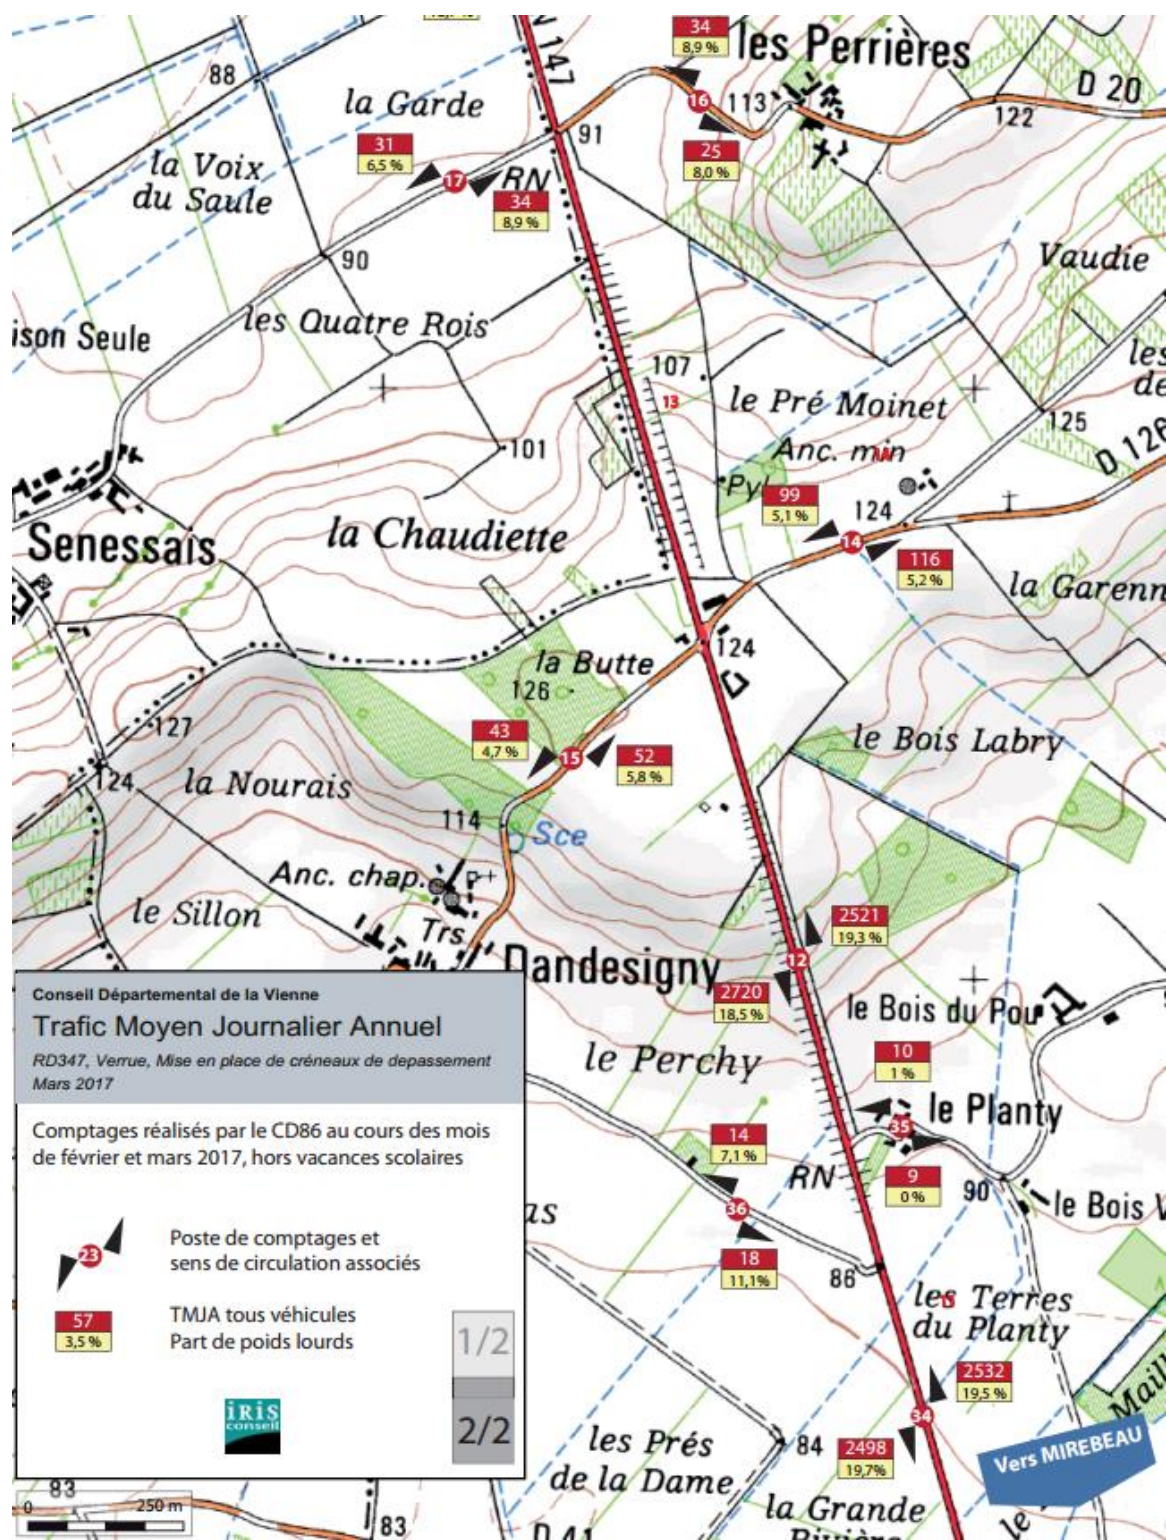 N 147
34
8,9 %
les Perrières
16
113
D 20
122
88
la Garde
91
31
6,5 %
17
RN
34
8,9 %
25
8,0 %
la Voix
du Saule
90
Vaudie
les Quatre Rois
ison Seule
107
13
le Pré Moinet
les
de
125
101
Anc. min
D 126
Pyl
99
5,1 %
124
14
116
5,2 %
Senessais
la Chaudiette
la Garenn
124
la Butte
126
127
43
4,7 %
15
52
5,8 %
le Bois Labry
124
la Nourais
114
Sce
Anc. chap.
le Sillon
Trs
2521
19,3 %
Dandesigny
12
2720
18,5 %
le Bois du Pou
le Perchy
10
1 %
le Planty
35
14
7,1 %
RN
9
0 %
90
le Bois V
36
as
18
11,1%
86
les Terres
du Planty
2532
19,5 %
34
2498
19,7%
Mail
Vers MIREBEAU
les Prés
de la Dame
84
la Grande
Rivière
le
D 41
83
83
0
250 m
Conseil Départemental de la Vienne
Trafic Moyen Journalier Annuel
RD347, Verrue, Mise en place de créneaux de depassement
Mars 2017
Comptages réalisés par le CD86 au cours des mois
de février et mars 2017, hors vacances scolaires
23
Poste de comptages et
sens de circulation associés
57
3,5 %
TMJA tous véhicules
Part de poids lourds
1/2
2/2
iRiS
conseil